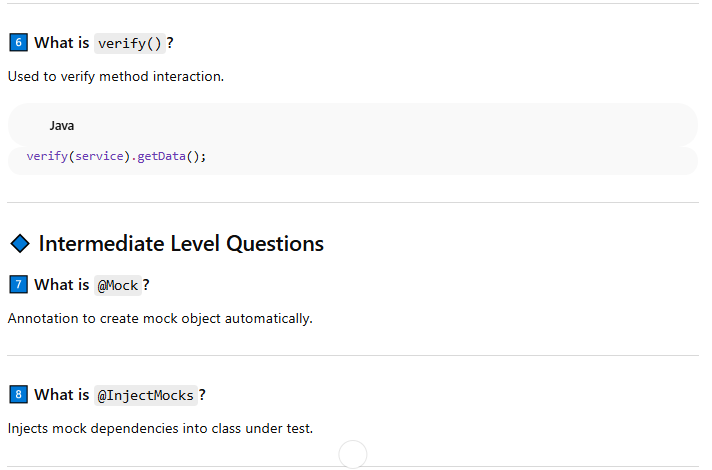 6 What is verify()?
Used to verify method interaction.
Java
verify(service).getData();
Intermediate Level Questions
7 What is @Mock?
Annotation to create mock object automatically.
8 What is @InjectMocks?
Injects mock dependencies into class under test.